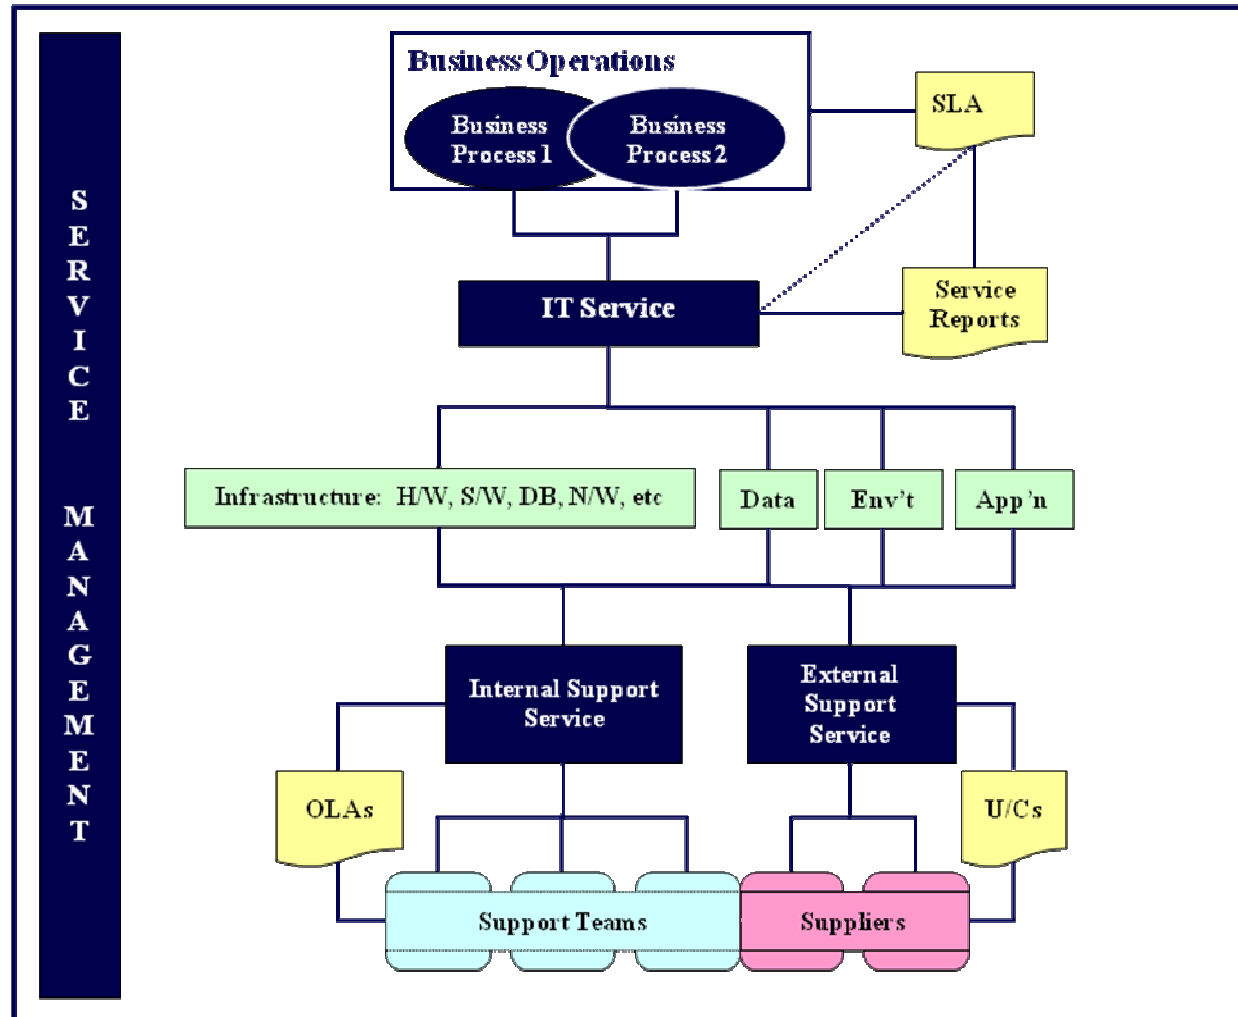 SERVICE MANAGEMENT
Business Operations
Business
Process 1
Business
Process 2
SLA
IT Service
Service
Reports
Infrastructure: H/W, S/W, DB, N/W, etc
Data
Env't
App'n
Internal Support
Service
External
Support
Service
OLAs
U/Cs
Support Teams
Suppliers